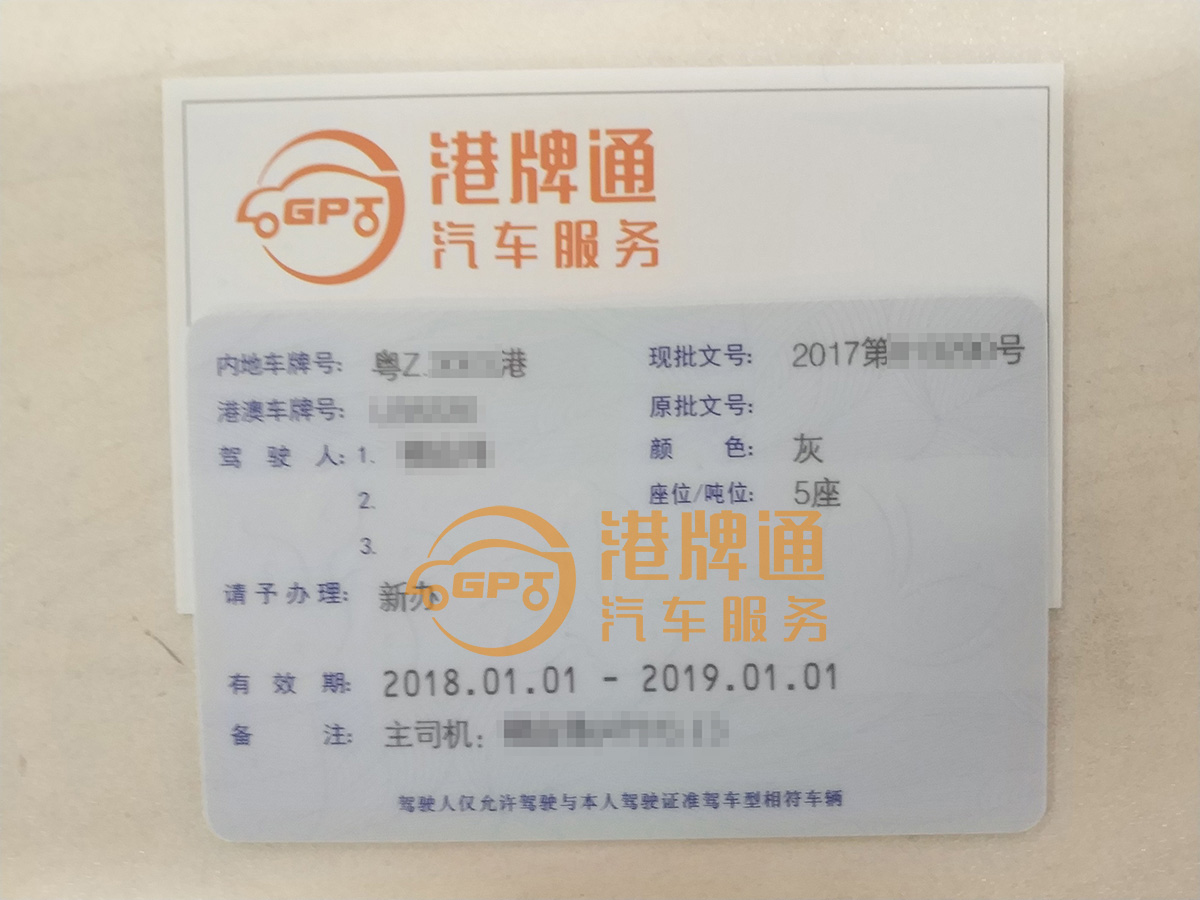 GPT 港牌通
汽车服务
内地车牌号: 粤Z 港
现批文号: 2017第 号
港澳车牌号:
原批文号:
驾驶人: 1.
颜色: 灰
座位/吨位: 5座
2.
3.
GPT 港牌通
汽车服务
请予办理: 新办
有效期: 2018.01.01 - 2019.01.01
备注: 主司机:
驾驶人仅允许驾驶与本人驾驶证准驾车型相符车辆